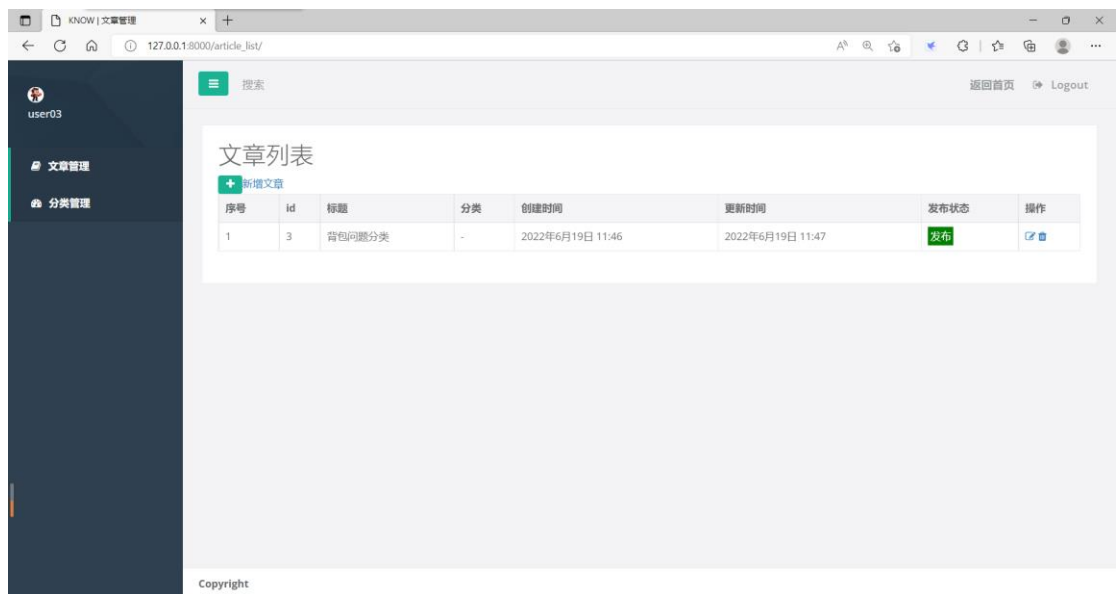 KNOW | 文章管理
127.0.0.1:8000/article_list/
user03
文章管理
分类管理
搜索
返回首页 Logout
文章列表
新增文章
序号 id 标题 分类 创建时间 更新时间 发布状态 操作
1 3 背包问题分类 - 2022年6月19日 11:46 2022年6月19日 11:47 发布
Copyright